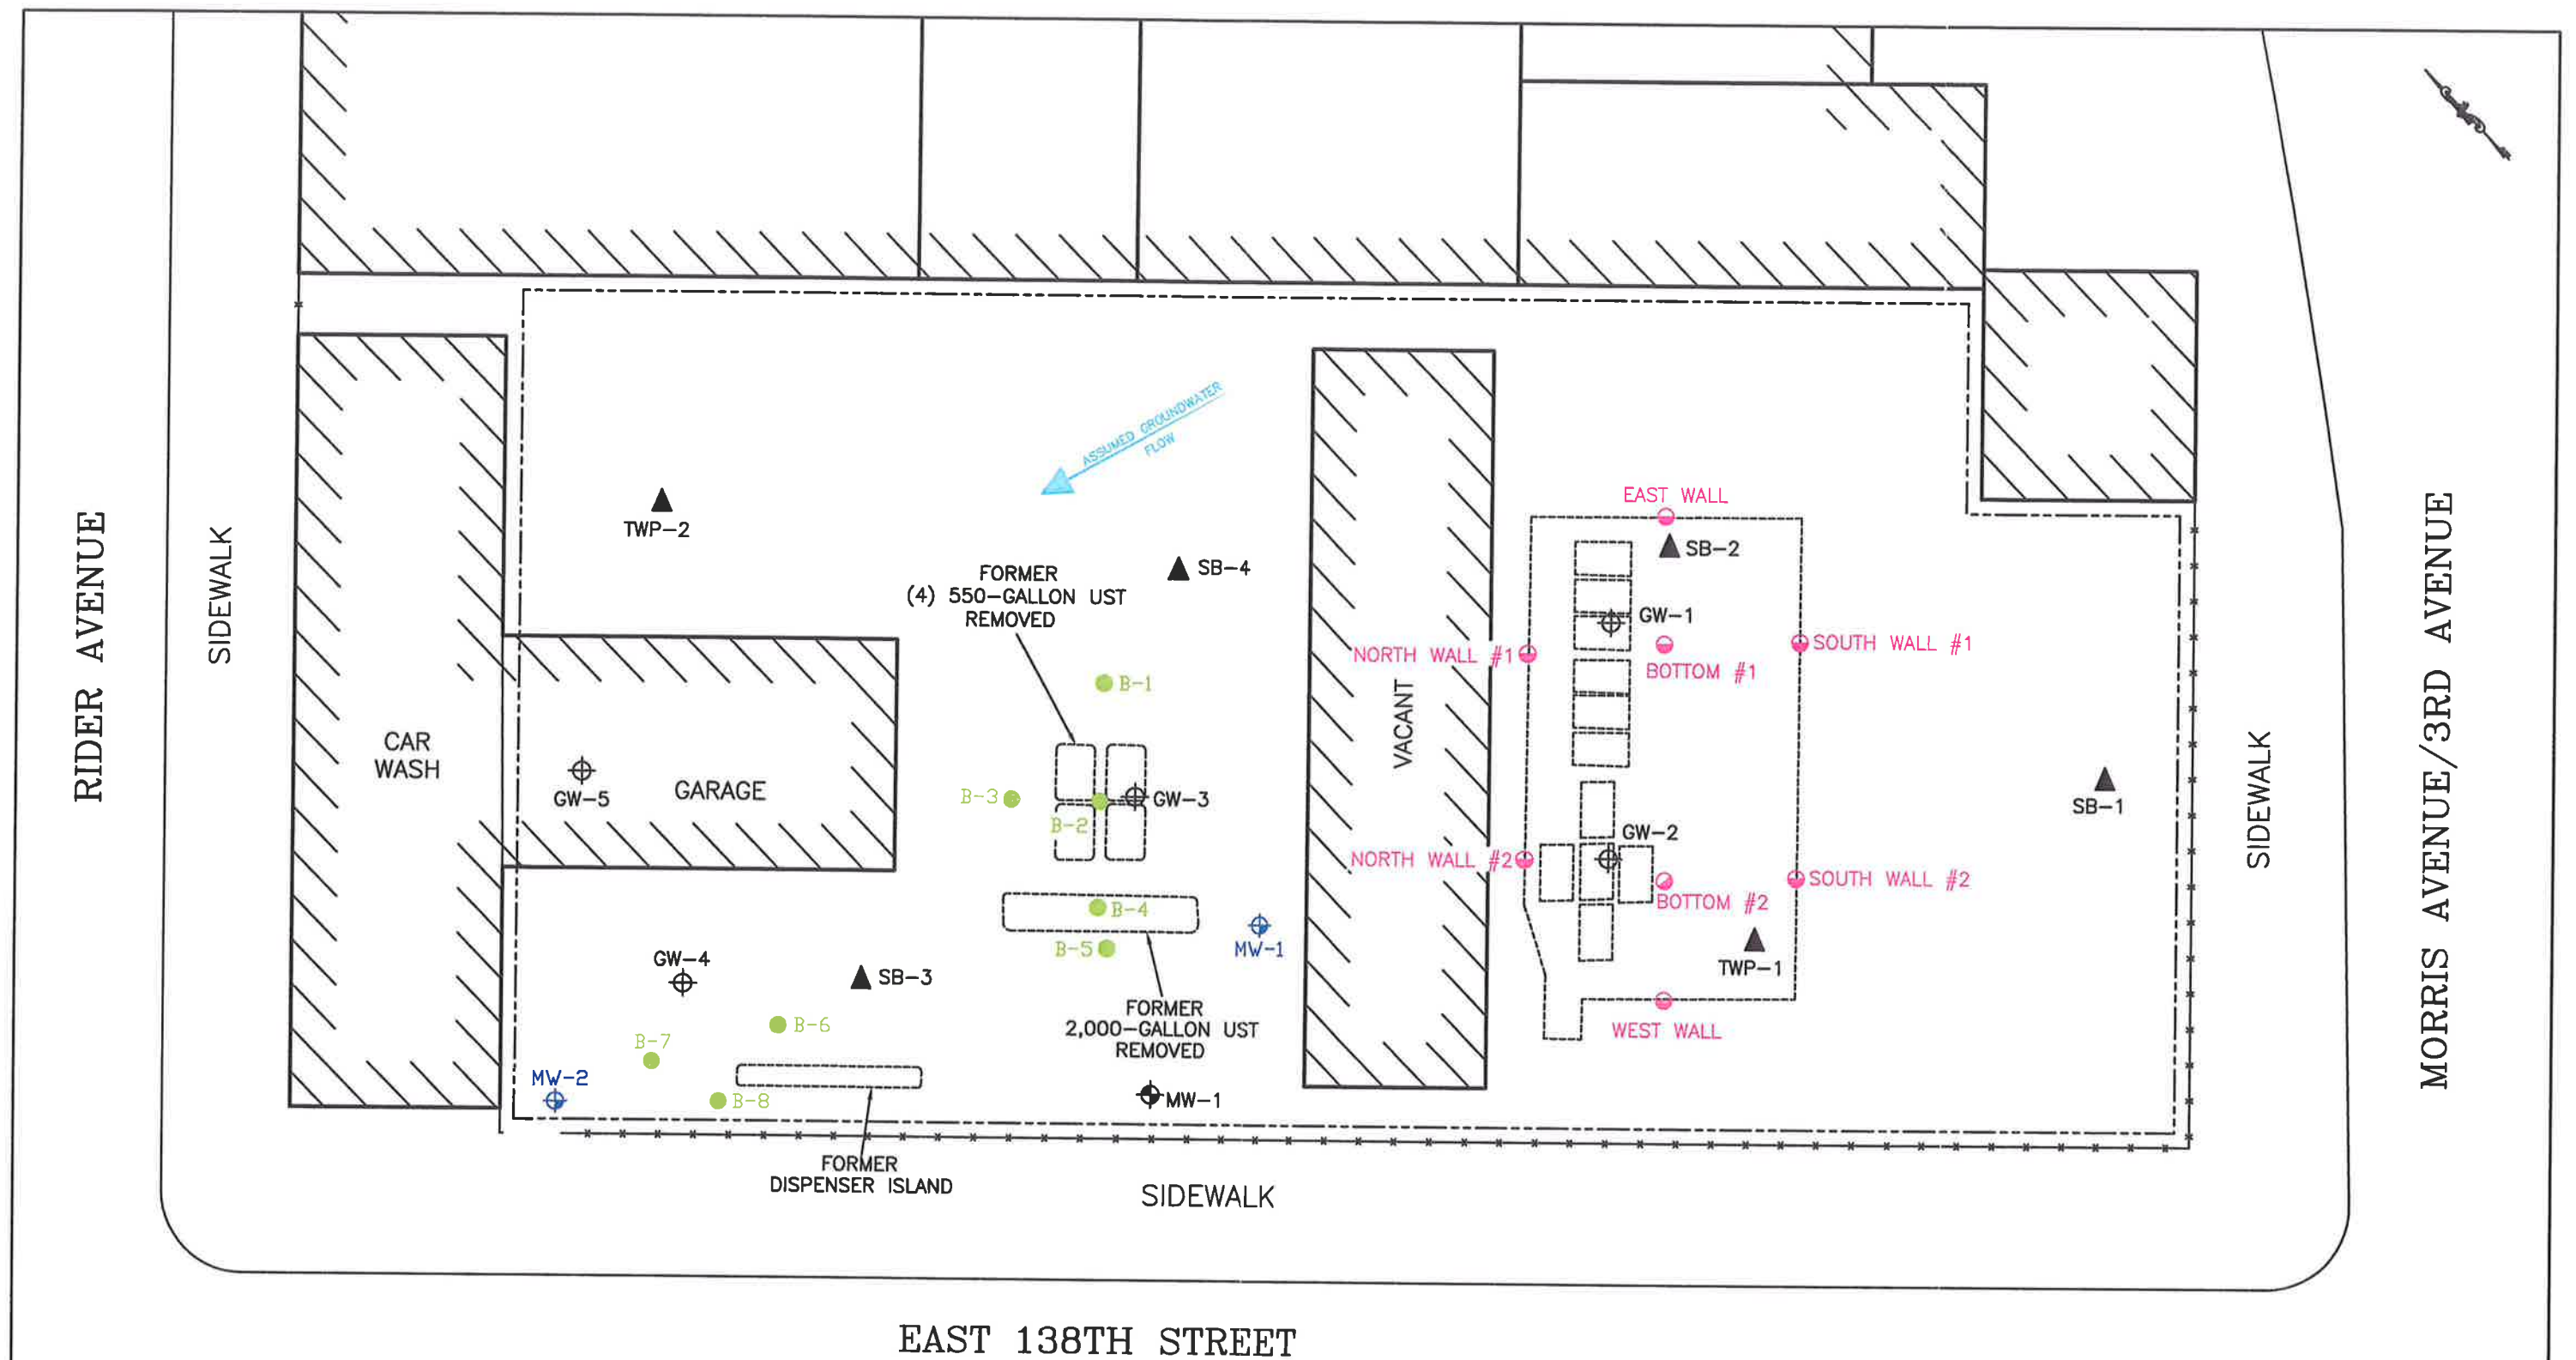 ASSUMED GROUNDWATER
FLOW
EAST WALL
TWP-2
SB-2
SB-4
FORMER
(4) 550-GALLON UST
REMOVED
GW-1
NORTH WALL #1
SOUTH WALL #1
BOTTOM #1
RIDER AVENUE
SIDEWALK
B-1
VACANT
CAR
WASH
GARAGE
GW-5
B-3
GW-3
B-2
SB-1
SIDEWALK
MORRIS AVENUE/3RD AVENUE
GW-2
NORTH WALL #2
SOUTH WALL #2
BOTTOM #2
B-4
B-5
MW-1
GW-4
SB-3
TWP-1
FORMER
2,000-GALLON UST
REMOVED
WEST WALL
B-6
B-7
MW-2
B-8
MW-1
FORMER
DISPENSER ISLAND
SIDEWALK
EAST 138TH STREET